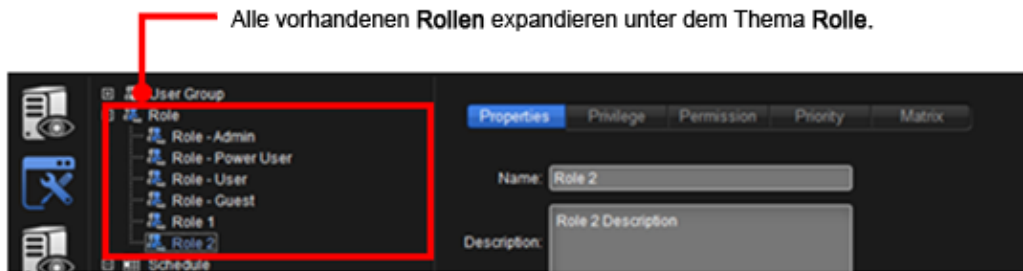 Alle vorhandenen Rollen expandieren unter dem Thema Rolle.
User Group
Role
Role - Admin
Role - Power User
Role - User
Role - Guest
Role 1
Role 2
Schedule
Properties Privilege Permission Priority Matrix
Name: Role 2
Description: Role 2 Description